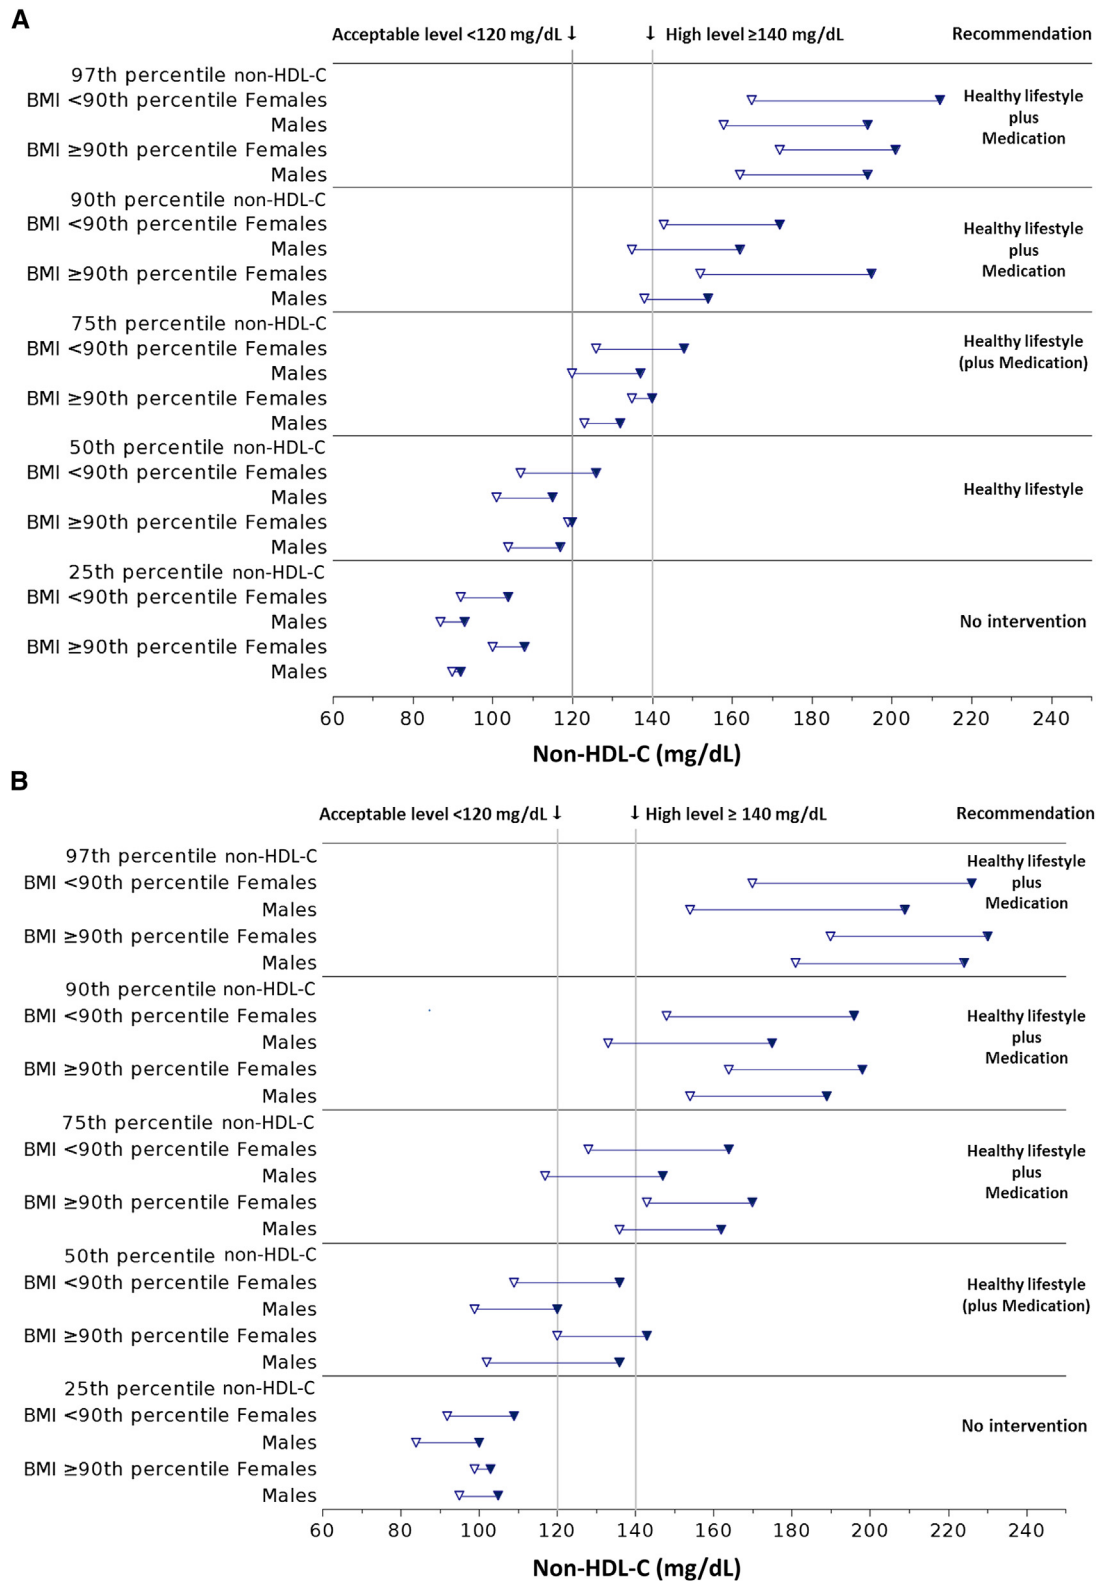 A
Acceptable level <120 mg/dL ↓ ↓ High level ≥140 mg/dL Recommendation
97th percentile non-HDL-C
BMI <90th percentile Females
Males
BMI ≥90th percentile Females
Males
Healthy lifestyle
plus
Medication
90th percentile non-HDL-C
BMI <90th percentile Females
Males
BMI ≥90th percentile Females
Males
Healthy lifestyle
plus
Medication
75th percentile non-HDL-C
BMI <90th percentile Females
Males
BMI ≥90th percentile Females
Males
Healthy lifestyle
(plus Medication)
50th percentile non-HDL-C
BMI <90th percentile Females
Males
BMI ≥90th percentile Females
Males
Healthy lifestyle
25th percentile non-HDL-C
BMI <90th percentile Females
Males
BMI ≥90th percentile Females
Males
No intervention
60 80 100 120 140 160 180 200 220 240
Non-HDL-C (mg/dL)
B
Acceptable level <120 mg/dL ↓ ↓ High level ≥ 140 mg/dL Recommendation
97th percentile non-HDL-C
BMI <90th percentile Females
Males
BMI ≥90th percentile Females
Males
Healthy lifestyle
plus
Medication
90th percentile non-HDL-C
BMI <90th percentile Females
Males
BMI ≥90th percentile Females
Males
Healthy lifestyle
plus
Medication
75th percentile non-HDL-C
BMI <90th percentile Females
Males
BMI ≥90th percentile Females
Males
Healthy lifestyle
plus
Medication
50th percentile non-HDL-C
BMI <90th percentile Females
Males
BMI ≥90th percentile Females
Males
Healthy lifestyle
(plus Medication)
25th percentile non-HDL-C
BMI <90th percentile Females
Males
BMI ≥90th percentile Females
Males
No intervention
60 80 100 120 140 160 180 200 220 240
Non-HDL-C (mg/dL)